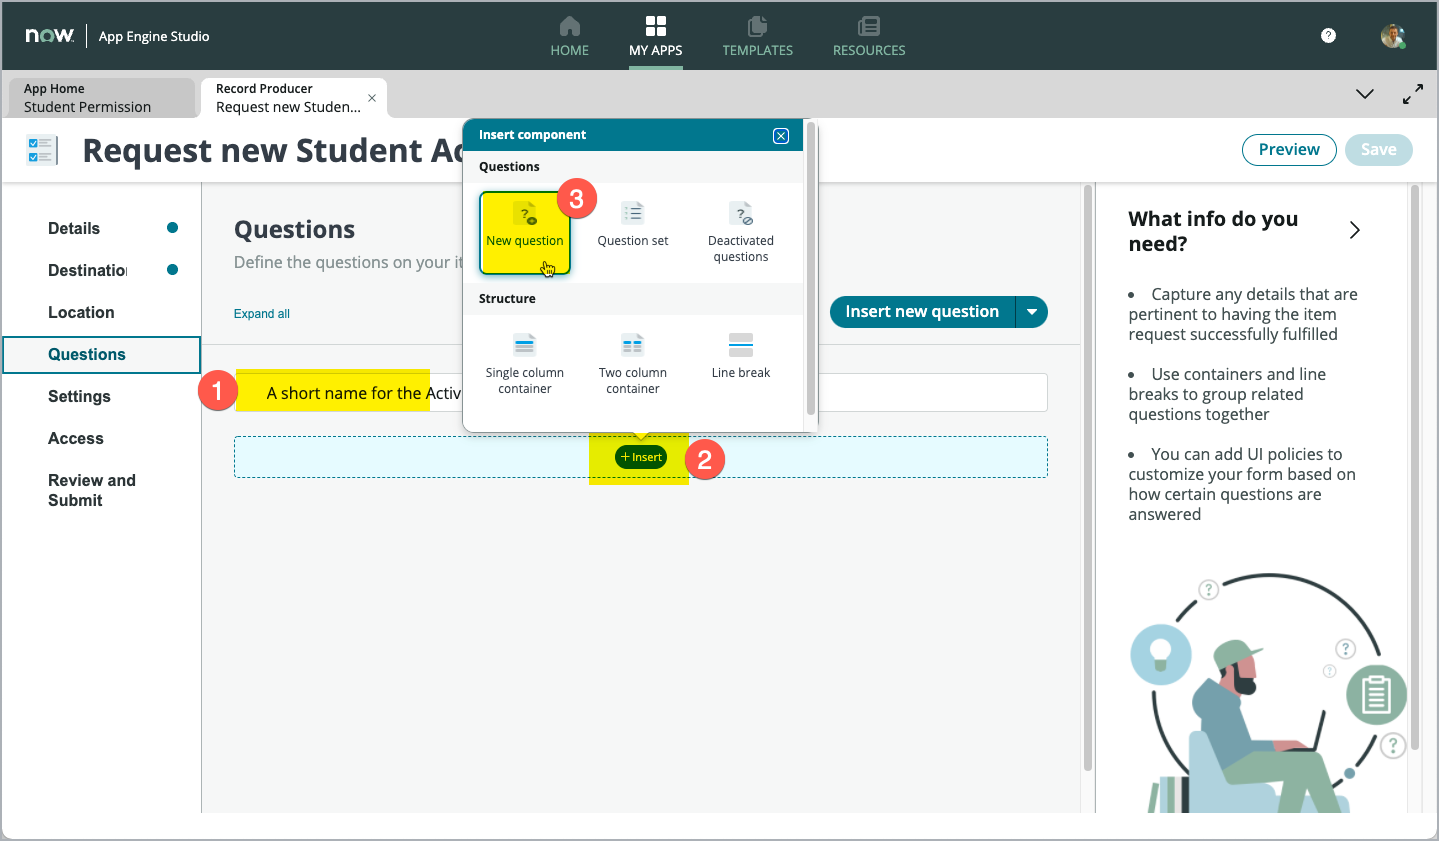 now
App Engine Studio
HOME
MY APPS
TEMPLATES
RESOURCES
?
App Home
Student Permission
Record Producer
Request new Studen...
Request new Student Ac
Preview
Save
Insert component
Questions
New question
3
Question set
Deactivated
questions
Structure
Single column
container
Two column
container
Line break
Details
Destination
Location
Questions
Settings
Access
Review and
Submit
Questions
Define the questions on your it
Expand all
Insert new question
1
A short name for the Activ
+ Insert
2
What info do you
need?
• Capture any details that are
pertinent to having the item
request successfully fulfilled
• Use containers and line
breaks to group related
questions together
• You can add UI policies to
customize your form based on
how certain questions are
answered
?
?
?
?